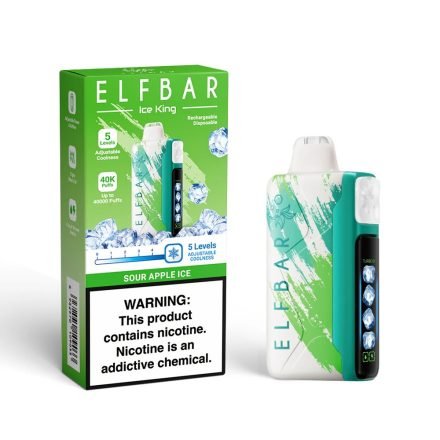 ELFBAR
Ice King
Rechargeable
Disposable
5
Levels
Adjustable
Coolness
40K
Puffs
Up to
40000 Puffs
5 Levels
ADJUSTABLE
COOLNESS
SOUR APPLE ICE
WARNING:
This product
contains nicotine.
Nicotine is an
addictive chemical.
ELFBAR
TURBO